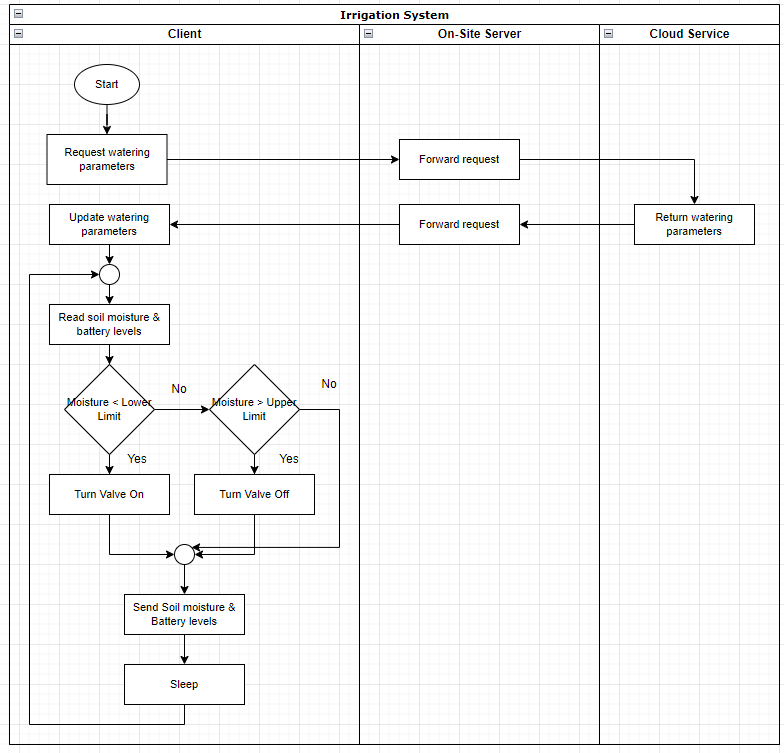 Irrigation System
Client
On-Site Server
Cloud Service
Start
Request watering
parameters
Forward request
Update watering
parameters
Forward request
Return watering
parameters
Read soil moisture &
battery levels
Moisture < Lower
Limit
No
Moisture > Upper
Limit
No
Yes
Yes
Turn Valve On
Turn Valve Off
Send Soil moisture &
Battery levels
Sleep